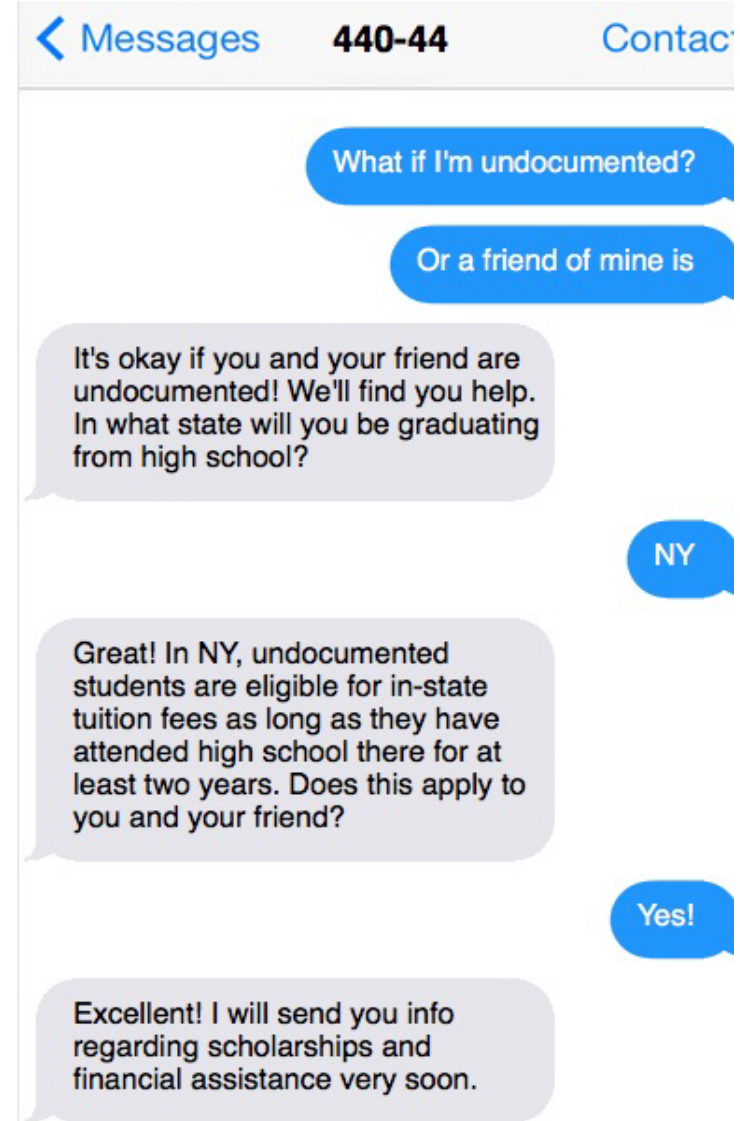 Messages 440-44 Contact
What if I'm undocumented?
Or a friend of mine is
It's okay if you and your friend are
undocumented! We'll find you help.
In what state will you be graduating
from high school?
NY
Great! In NY, undocumented
students are eligible for in-state
tuition fees as long as they have
attended high school there for at
least two years. Does this apply to
you and your friend?
Yes!
Excellent! I will send you info
regarding scholarships and
financial assistance very soon.